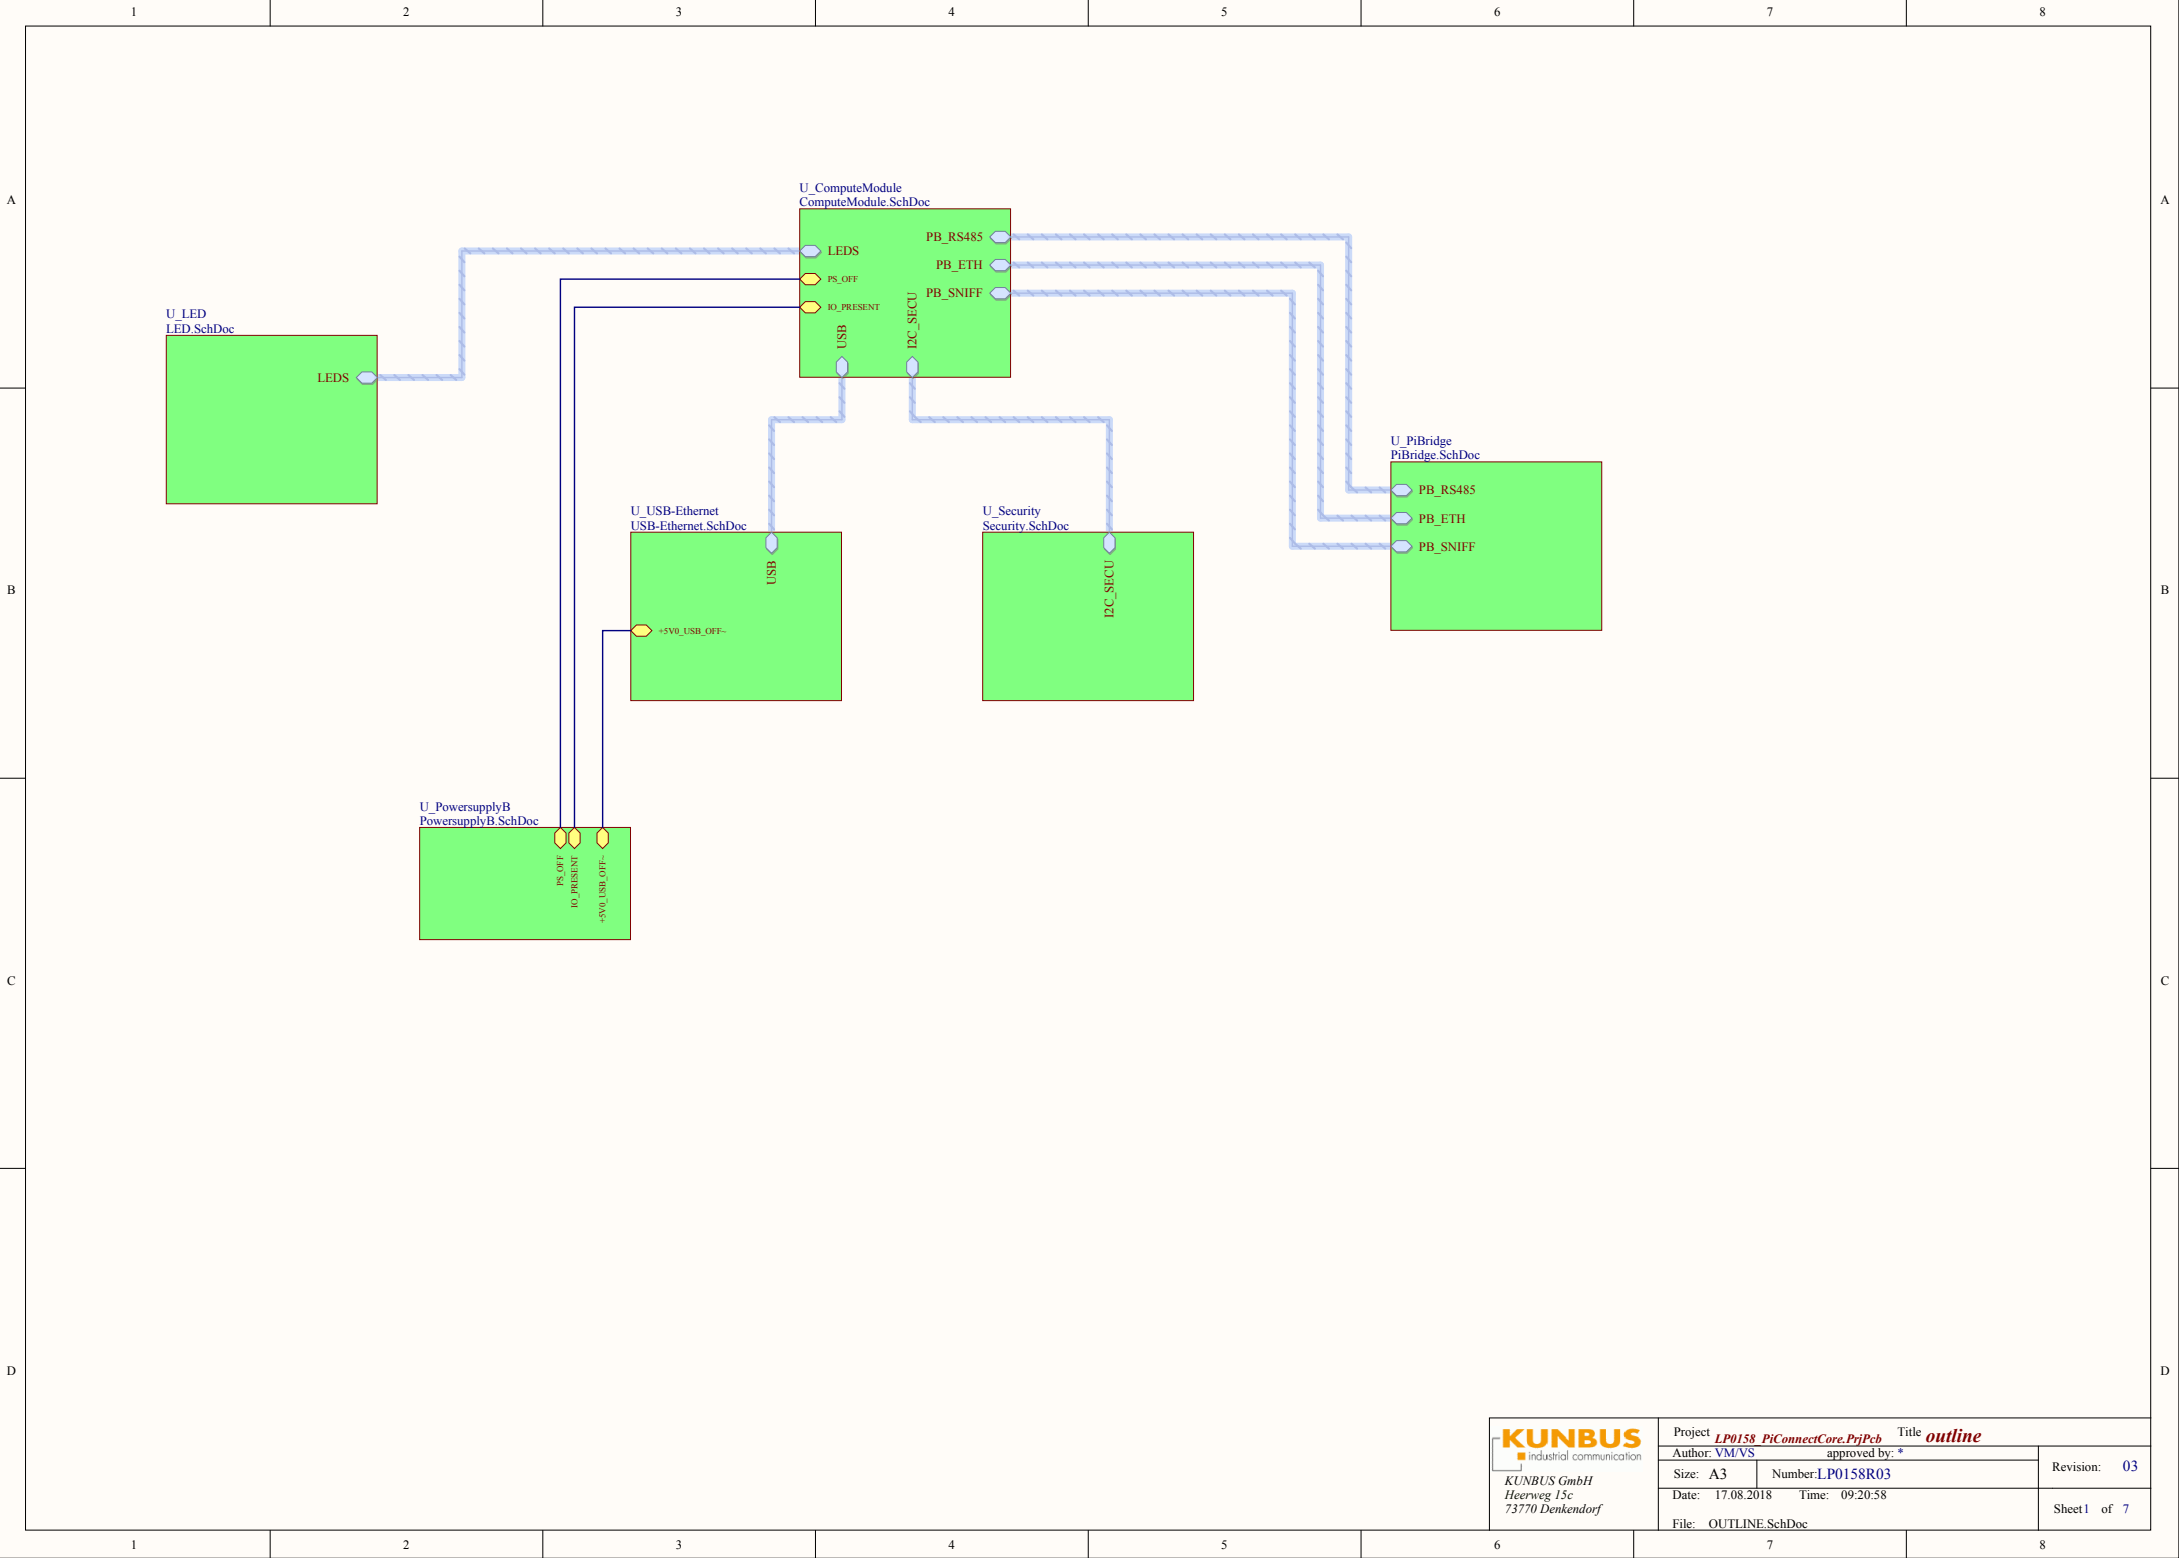 1 2 3 4 5 6 7 8
A A
U_ComputeModule
ComputeModule.SchDoc
LEDS
PS_OFF
IO_PRESENT
USB
I2C_SECU
PB_RS485
PB_ETH
PB_SNIFF
U_LED
LED.SchDoc
LEDS
U_PiBridge
PiBridge.SchDoc
PB_RS485
PB_ETH
PB_SNIFF
U_USB-Ethernet
USB-Ethernet.SchDoc
USB
+5V0_USB_OFF~
U_Security
Security.SchDoc
I2C_SECU
B B
U_PowersupplyB
PowersupplyB.SchDoc
PS_OFF
IO_PRESENT
+5V0_USB_OFF~
C C
D D
KUNBUS
industrial communication
KUNBUS GmbH
Heerweg 15c
73770 Denkendorf
Project LP0158_PiConnectCore.PrjPcb Title outline
Author: VM/VS approved by: *
Size: A3 Number:LP0158R03
Revision: 03
Date: 17.08.2018 Time: 09:20:58
Sheet1 of 7
File: OUTLINE.SchDoc
1 2 3 4 5 6 7 8